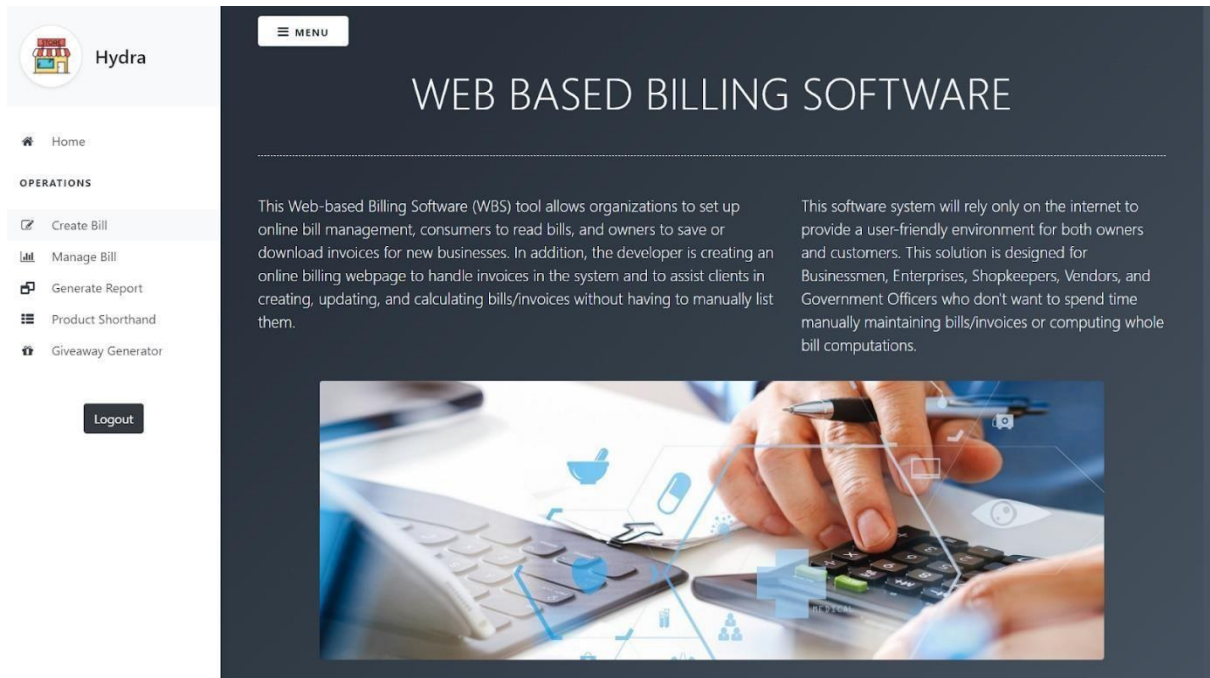 STORE
Hydra
Home
OPERATIONS
Create Bill
Manage Bill
Generate Report
Product Shorthand
Giveaway Generator
Logout
MENU
WEB BASED BILLING SOFTWARE
This Web-based Billing Software (WBS) tool allows organizations to set up
online bill management, consumers to read bills, and owners to save or
download invoices for new businesses. In addition, the developer is creating an
online billing webpage to handle invoices in the system and to assist clients in
creating, updating, and calculating bills/invoices without having to manually list
them.
This software system will rely only on the internet to
provide a user-friendly environment for both owners
and customers. This solution is designed for
Businessmen, Enterprises, Shopkeepers, Vendors, and
Government Officers who don't want to spend time
manually maintaining bills/invoices or computing whole
bill computations.
MEDICAL